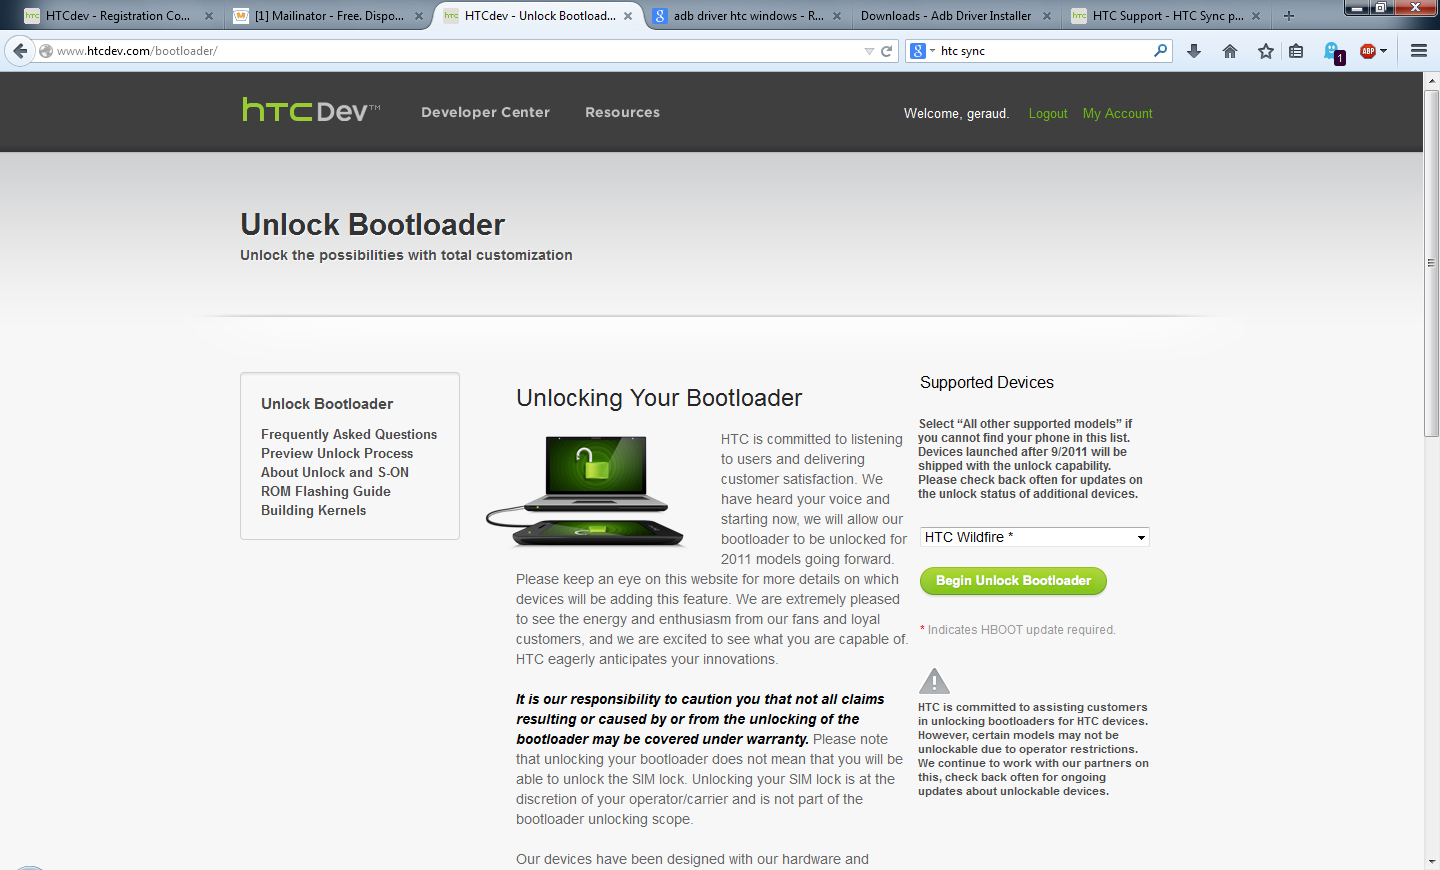 HTCdev - Registration Co...
[1] Mailinator - Free. Dispo...
HTCdev - Unlock Bootload...
adb driver htc windows - R...
Downloads - Adb Driver Installer
HTC Support - HTC Sync p...
www.htcdev.com/bootloader/
htc sync
1
ABP
hTC Dev™
Developer Center
Resources
Welcome, geraud.
Logout
My Account
Unlock Bootloader
Unlock the possibilities with total customization
Unlock Bootloader
Frequently Asked Questions
Preview Unlock Process
About Unlock and S-ON
ROM Flashing Guide
Building Kernels
Unlocking Your Bootloader
HTC is committed to listening
to users and delivering
customer satisfaction. We
have heard your voice and
starting now, we will allow our
bootloader to be unlocked for
2011 models going forward.
Please keep an eye on this website for more details on which
devices will be adding this feature. We are extremely pleased
to see the energy and enthusiasm from our fans and loyal
customers, and we are excited to see what you are capable of.
HTC eagerly anticipates your innovations.
It is our responsibility to caution you that not all claims
resulting or caused by or from the unlocking of the
bootloader may be covered under warranty. Please note
that unlocking your bootloader does not mean that you will be
able to unlock the SIM lock. Unlocking your SIM lock is at the
discretion of your operator/carrier and is not part of the
bootloader unlocking scope.
Our devices have been designed with our hardware and
Supported Devices
Select “All other supported models” if
you cannot find your phone in this list.
Devices launched after 9/2011 will be
shipped with the unlock capability.
Please check back often for updates on
the unlock status of additional devices.
HTC Wildfire *
Begin Unlock Bootloader
* Indicates HBOOT update required.
HTC is committed to assisting customers
in unlocking bootloaders for HTC devices.
However, certain models may not be
unlockable due to operator restrictions.
We continue to work with our partners on
this, check back often for ongoing
updates about unlockable devices.